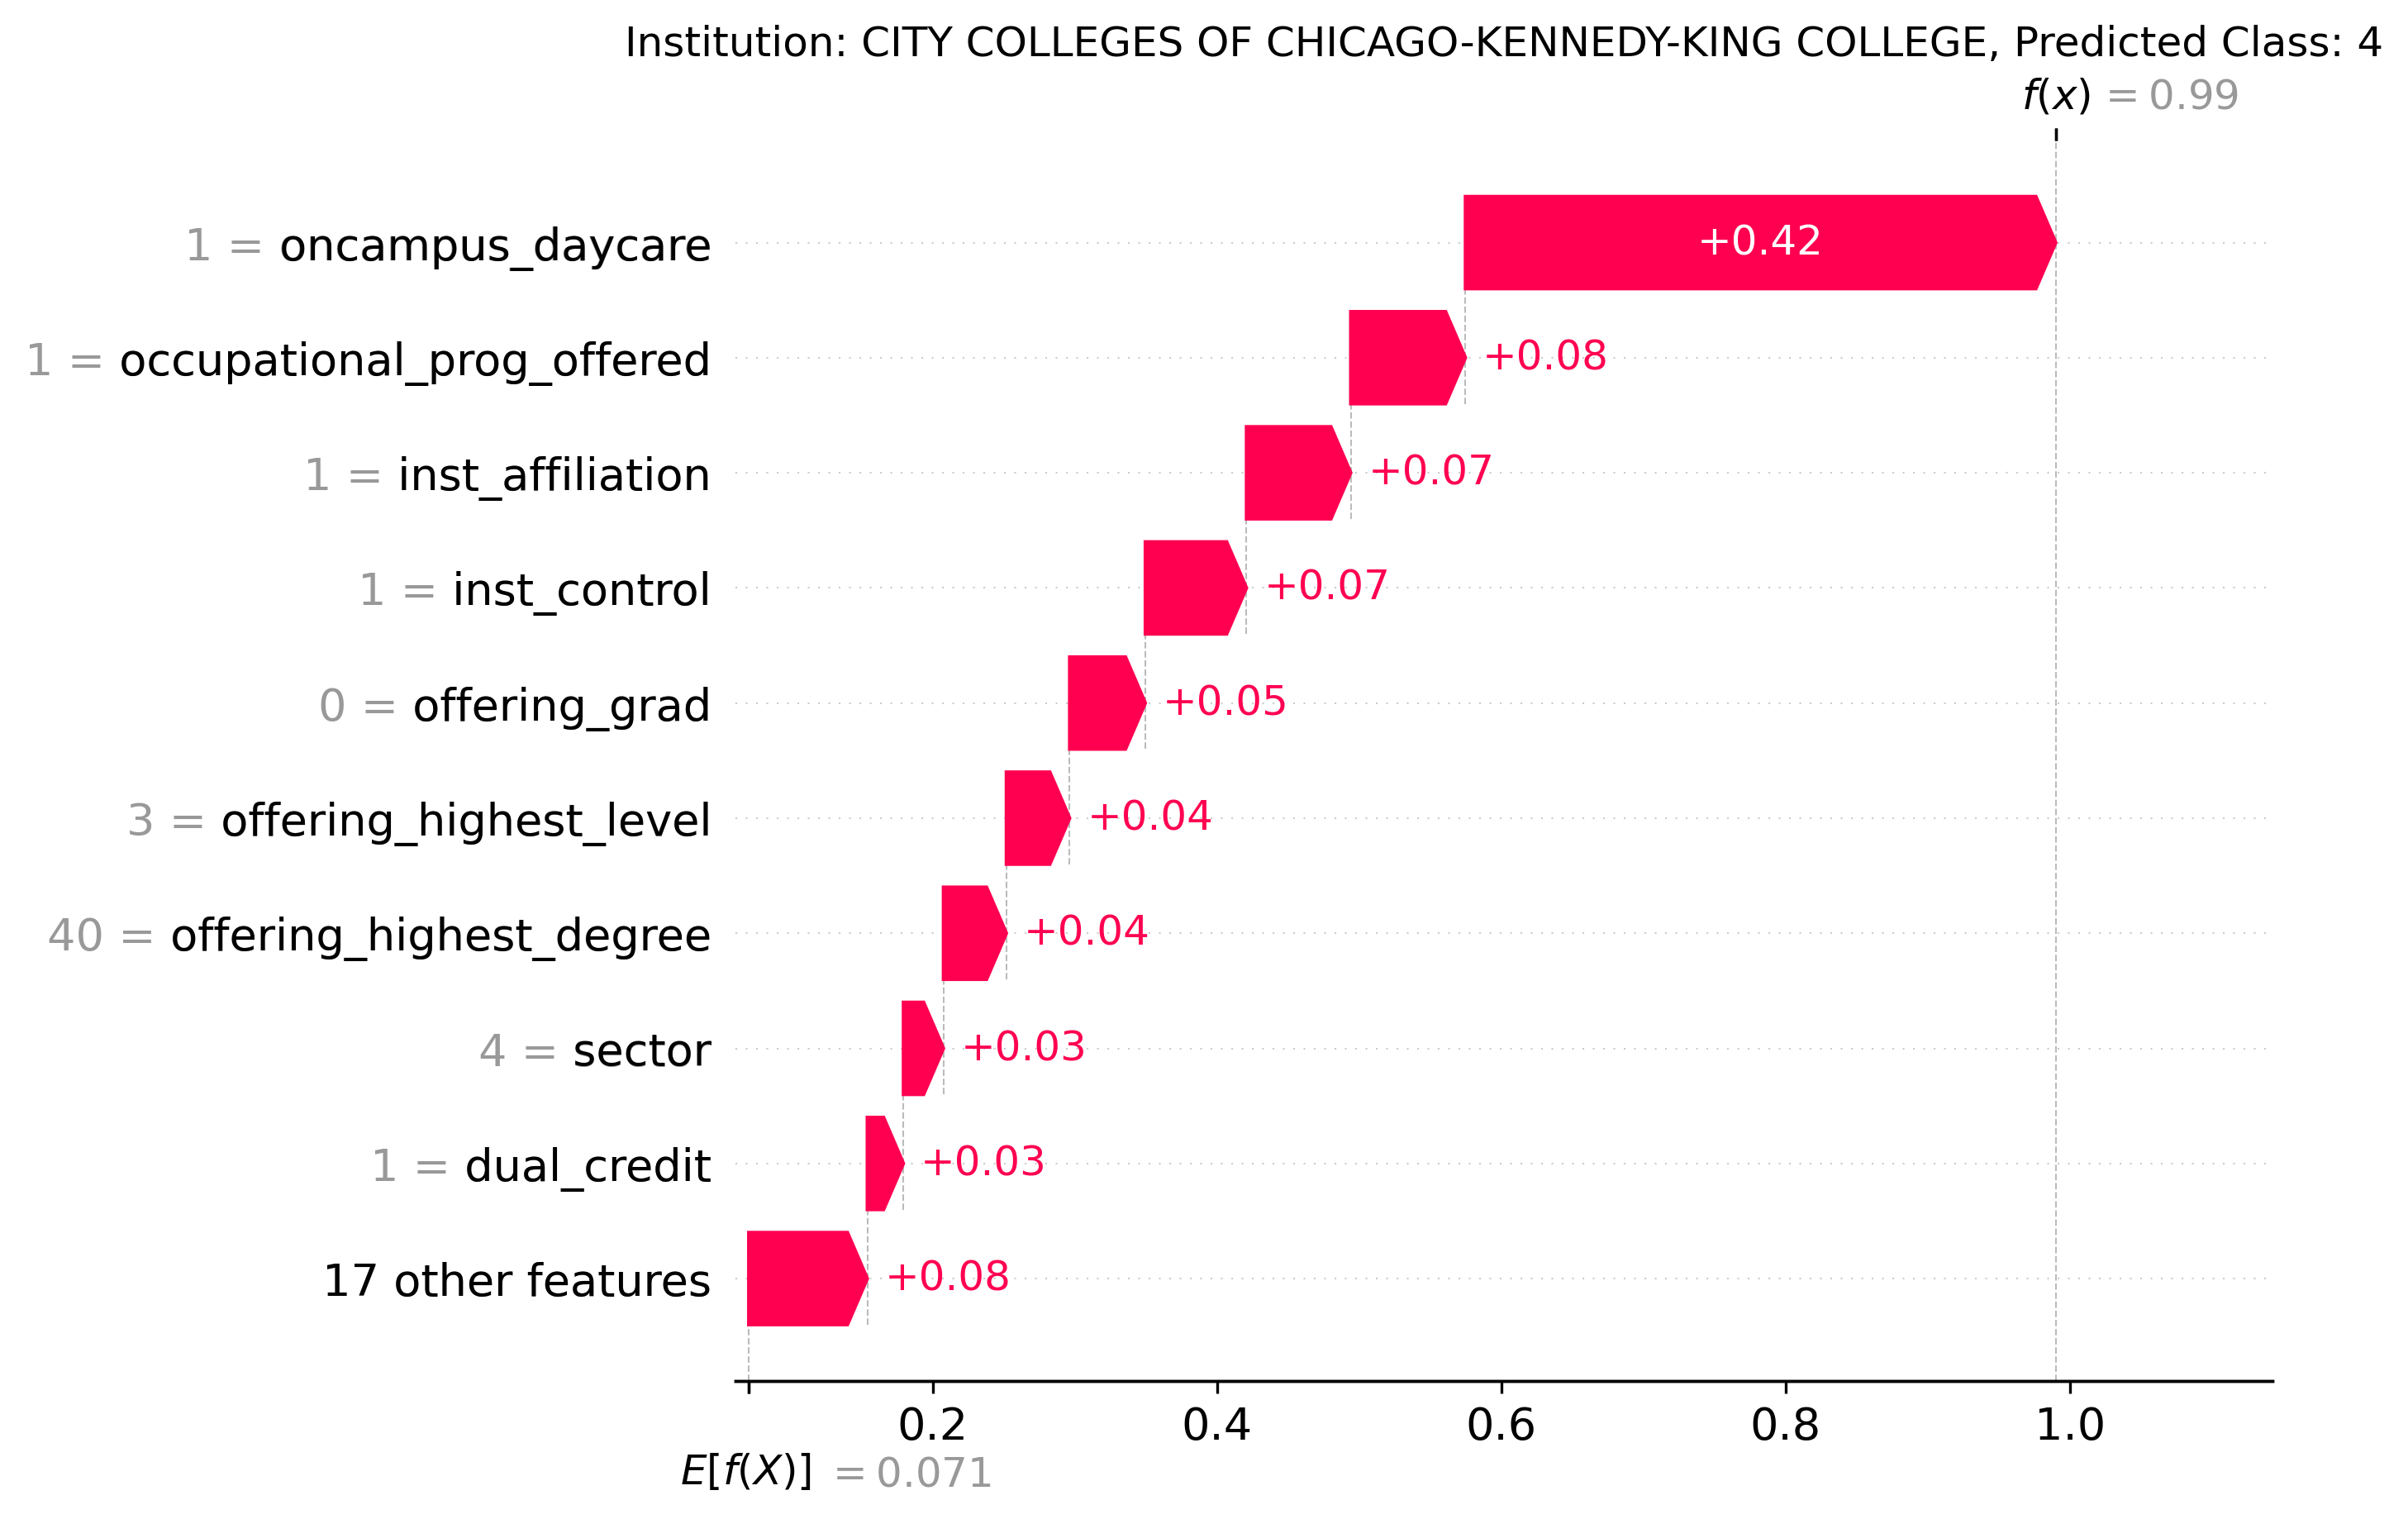 Institution: CITY COLLEGES OF CHICAGO-KENNEDY-KING COLLEGE, Predicted Class: 4
f(x) = 0.99
1 = oncampus_daycare +0.42
1 = occupational_prog_offered +0.08
1 = inst_affiliation +0.07
1 = inst_control +0.07
0 = offering_grad +0.05
3 = offering_highest_level +0.04
40 = offering_highest_degree +0.04
4 = sector +0.03
1 = dual_credit +0.03
17 other features +0.08
0.2 0.4 0.6 0.8 1.0
E[f(X)] = 0.071